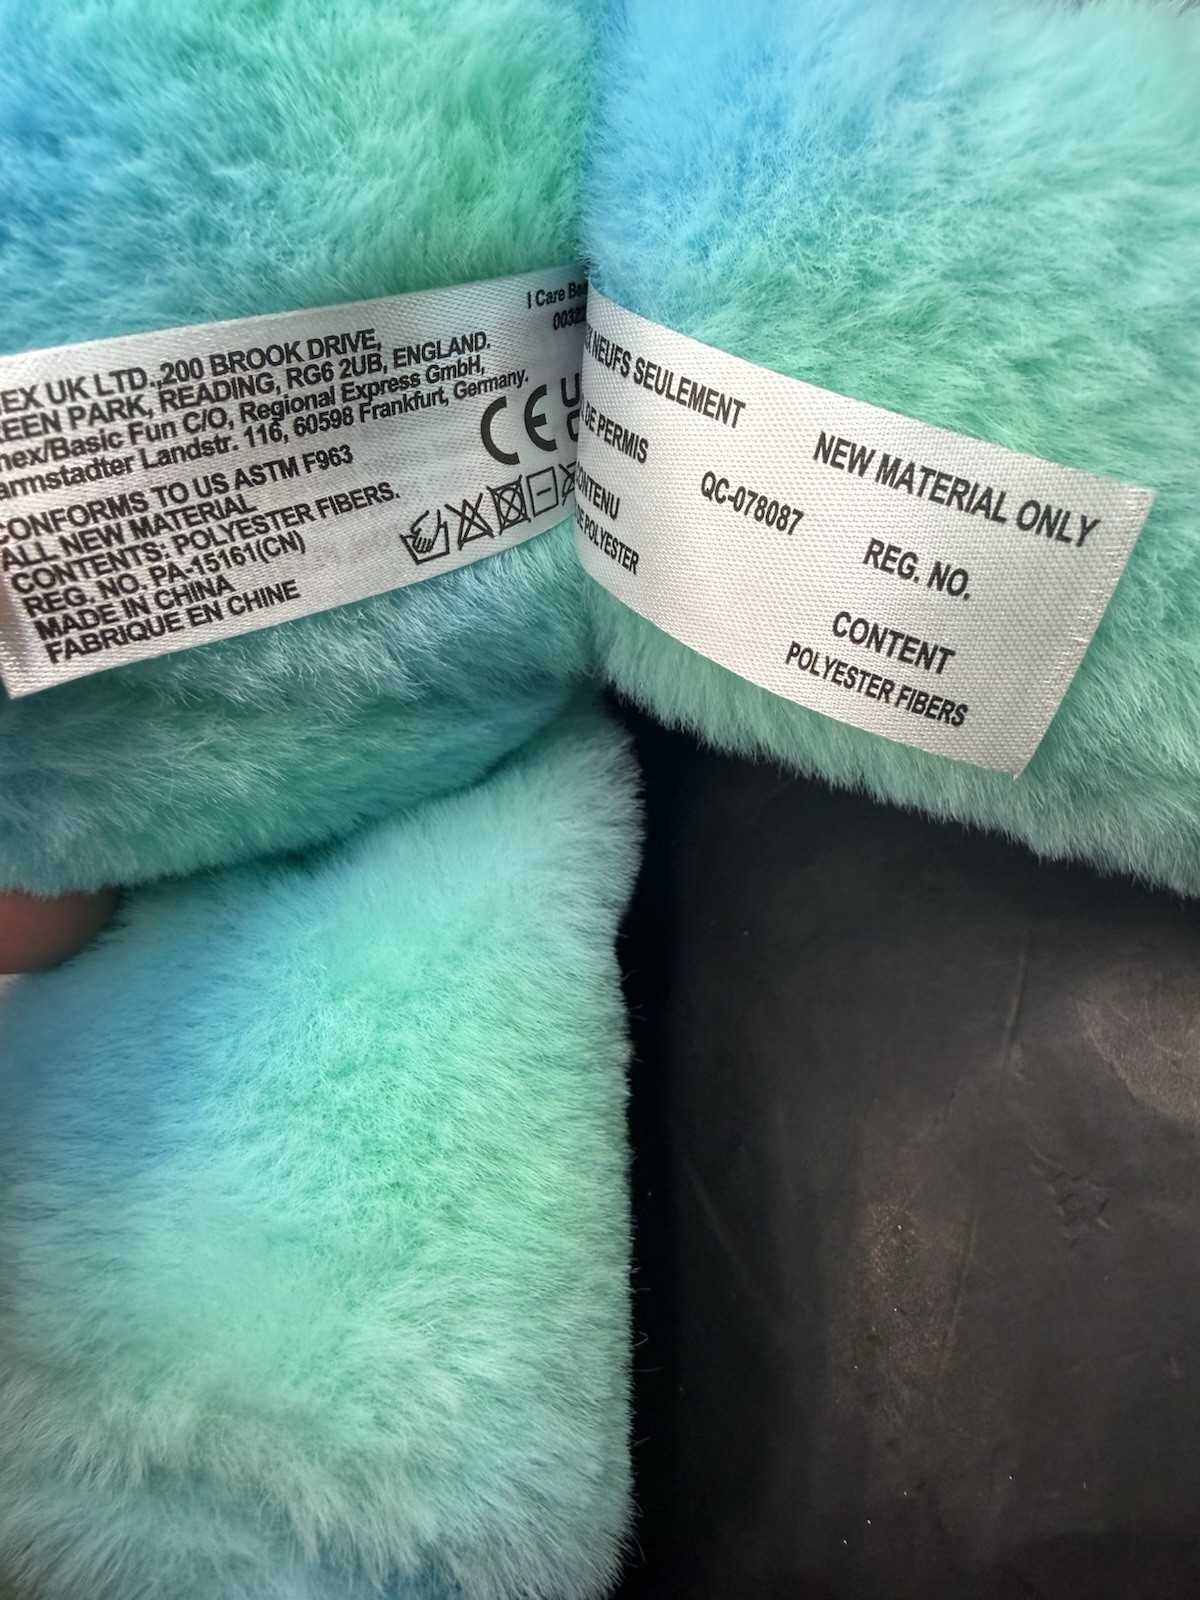 I Care
EX UK LTD.,200 BROOK DRIVE,
EEN PARK, READING, RG6 2UB, ENGLAND.
nex/Basic Fun C/O, Regional Express GmbH,
armstadter Landstr. 116, 60598 Frankfurt, Germany.
CE
CONFORMS TO US ASTM F963
ALL NEW MATERIAL
CONTENTS: POLYESTER FIBERS.
REG. NO. PA-15161(CN)
MADE IN CHINA
FABRIQUE EN CHINE
NEUFS SEULEMENT
DE PERMIS
CONTENU
DE POLYESTER
QC-078087
NEW MATERIAL ONLY
REG. NO.
CONTENT
POLYESTER FIBERS